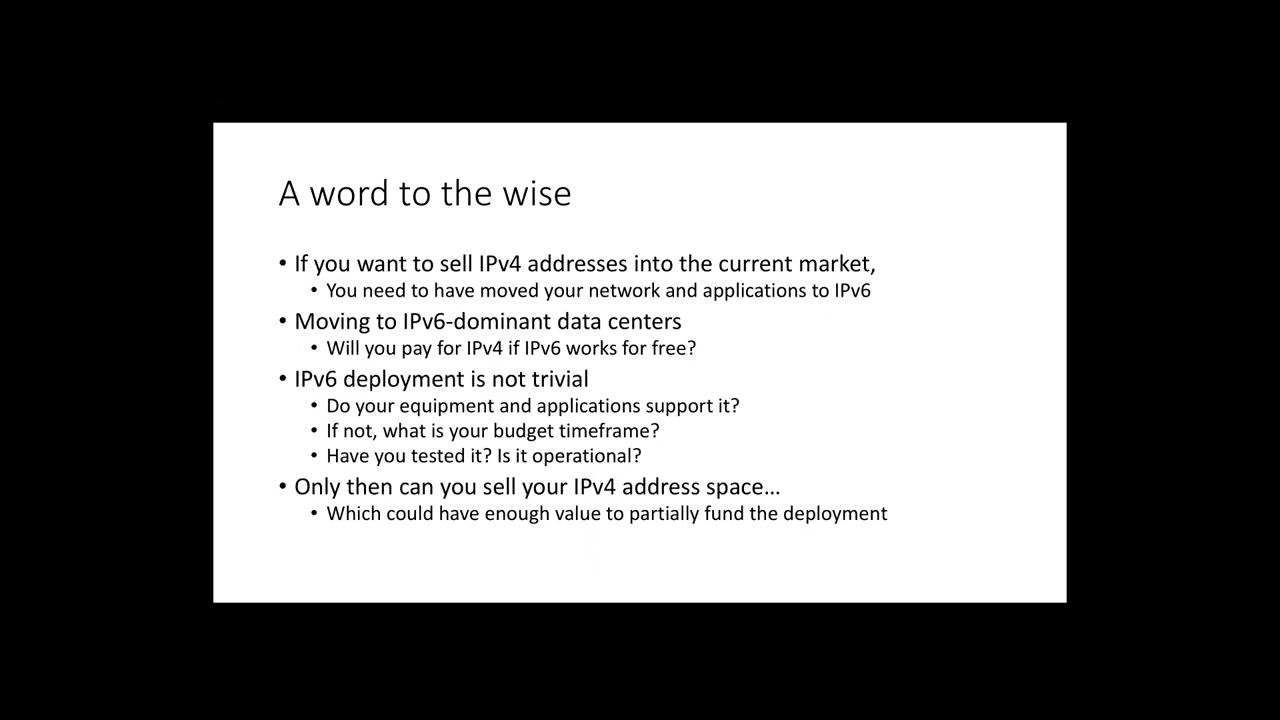 A word to the wise
• If you want to sell IPv4 addresses into the current market,
• You need to have moved your network and applications to IPv6
• Moving to IPv6-dominant data centers
• Will you pay for IPv4 if IPv6 works for free?
• IPv6 deployment is not trivial
• Do your equipment and applications support it?
• If not, what is your budget timeframe?
• Have you tested it? Is it operational?
• Only then can you sell your IPv4 address space…
• Which could have enough value to partially fund the deployment